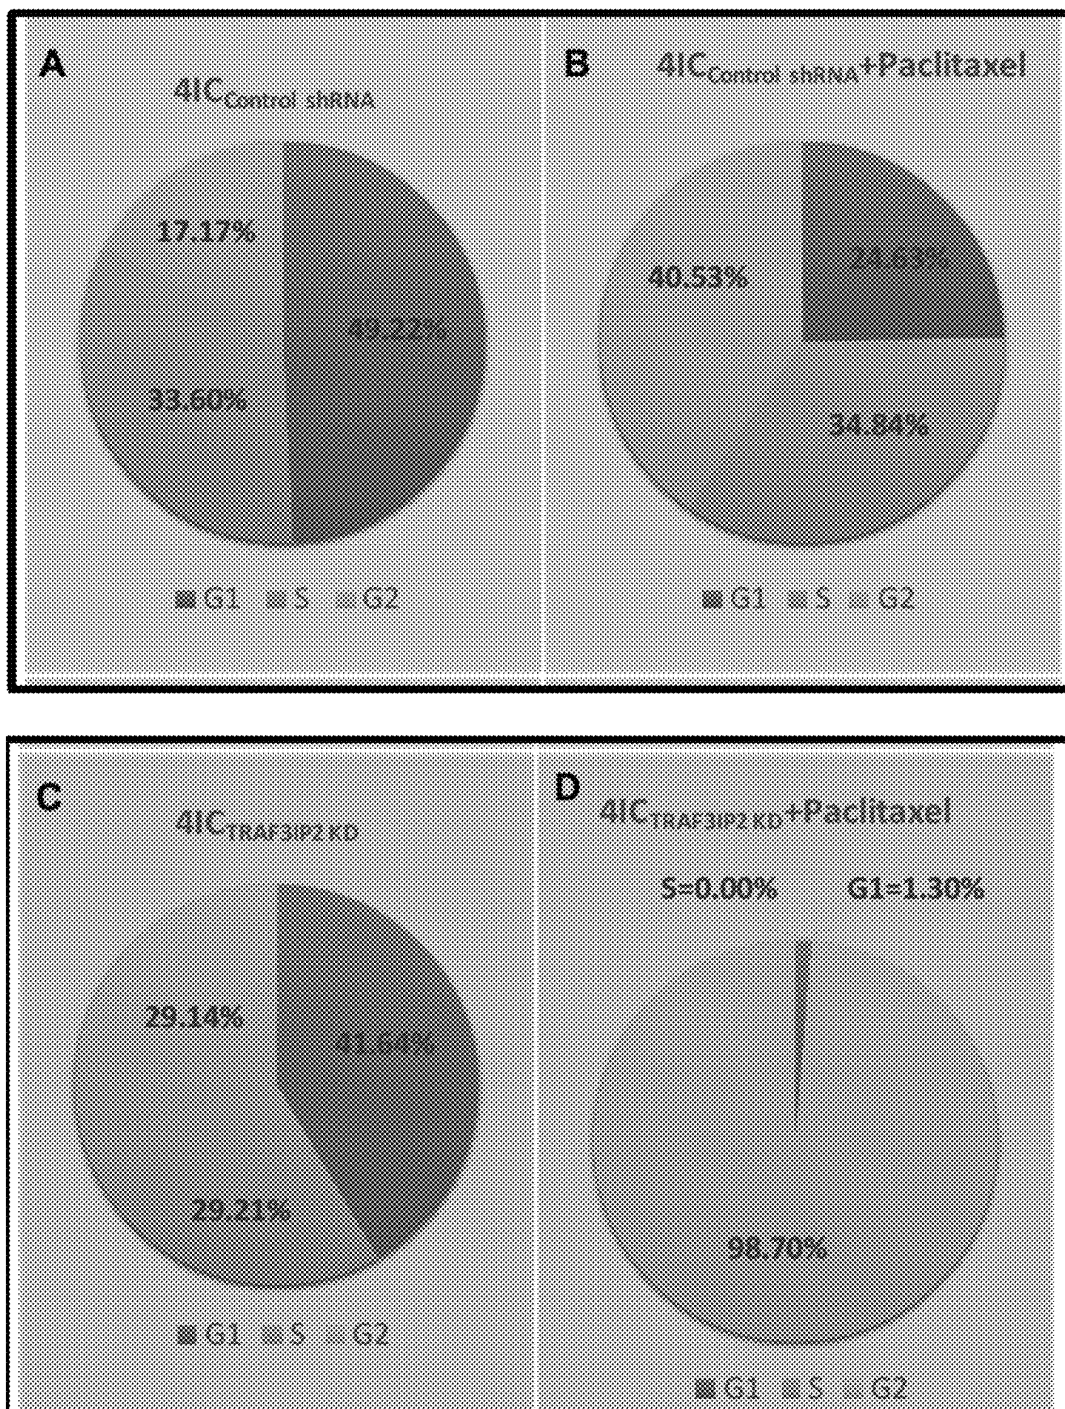 A
4IC Control shRNA
17.17%
49.22%
33.60%
G1 S G2
B
4IC Control shRNA+Paclitaxel
24.63%
40.53%
34.84%
G1 S G2
C
4IC TRAF3IP2 KD
29.14%
41.64%
29.21%
G1 S G2
D
4IC TRAF3IP2 KD+Paclitaxel
S=0.00% G1=1.30%
98.70%
G1 S G2